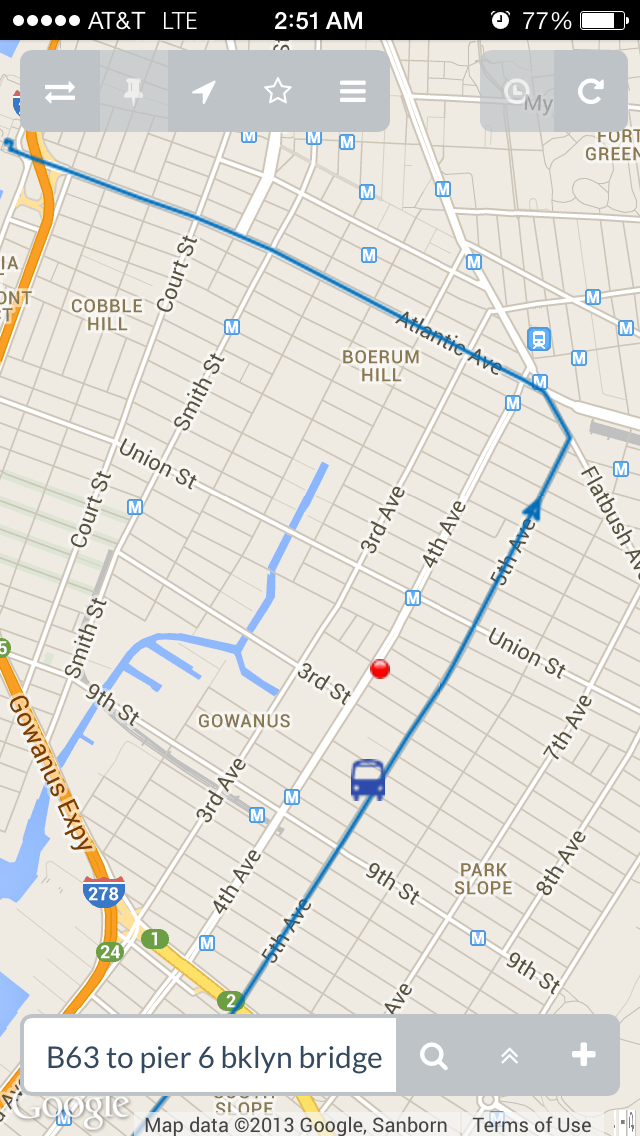 AT&T LTE 2:51 AM 77%
My
FORT
GREEN
Court St
COBBLE
HILL
Smith St
Atlantic Ave
BOERUM
HILL
Union St
Court St
3rd Ave
4th Ave
5th Ave
Flatbush Av
Smith St
Union St
3rd St
9th St
GOWANUS
7th Ave
Gowanus Expy
3rd Ave
278
4th Ave
9th St
PARK
SLOPE
8th Ave
24
1
5th Ave
9th St
2
Ave
B63 to pier 6 bklyn bridge
SOUTH
SLOPE
Google
Map data ©2013 Google, Sanborn Terms of Use